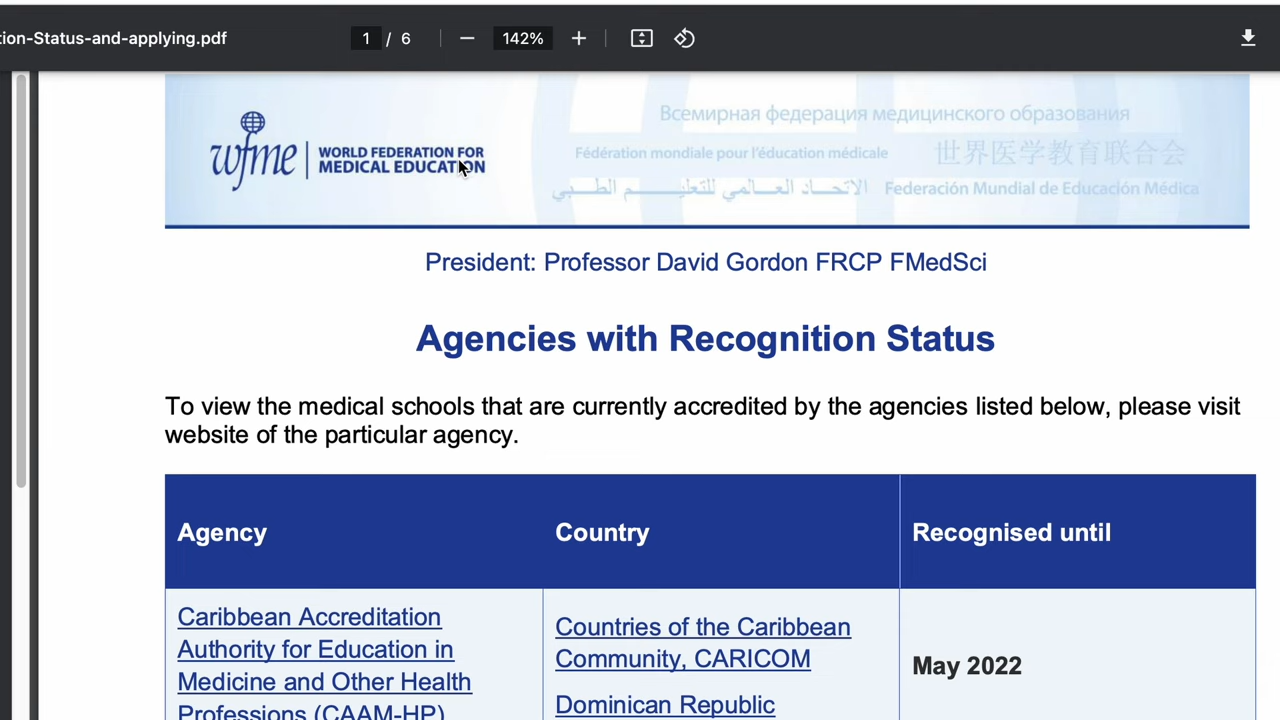 tion-Status-and-applying.pdf 1 / 6 142%
Всемирная федерация медицинского образования
wfme WORLD FEDERATION FOR
MEDICAL EDUCATION
Fédération mondiale pour l'éducation médicale 世界医学教育联合会
الاتحاد العالمي للتعليم الطبي Federación Mundial de Educación Médica
President: Professor David Gordon FRCP FMedSci
Agencies with Recognition Status
To view the medical schools that are currently accredited by the agencies listed below, please visit
website of the particular agency.
Agency Country Recognised until
Caribbean Accreditation
Authority for Education in
Medicine and Other Health
Professions (CAAM-HP)
Countries of the Caribbean
Community, CARICOM
Dominican Republic
May 2022